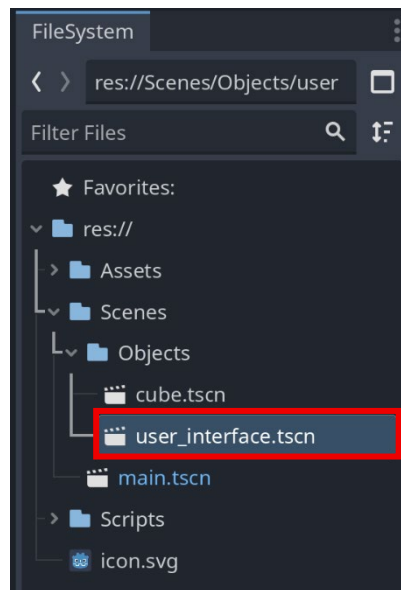 FileSystem
res://Scenes/Objects/user
Filter Files
Favorites:
res://
Assets
Scenes
Objects
cube.tscn
user_interface.tscn
main.tscn
Scripts
icon.svg